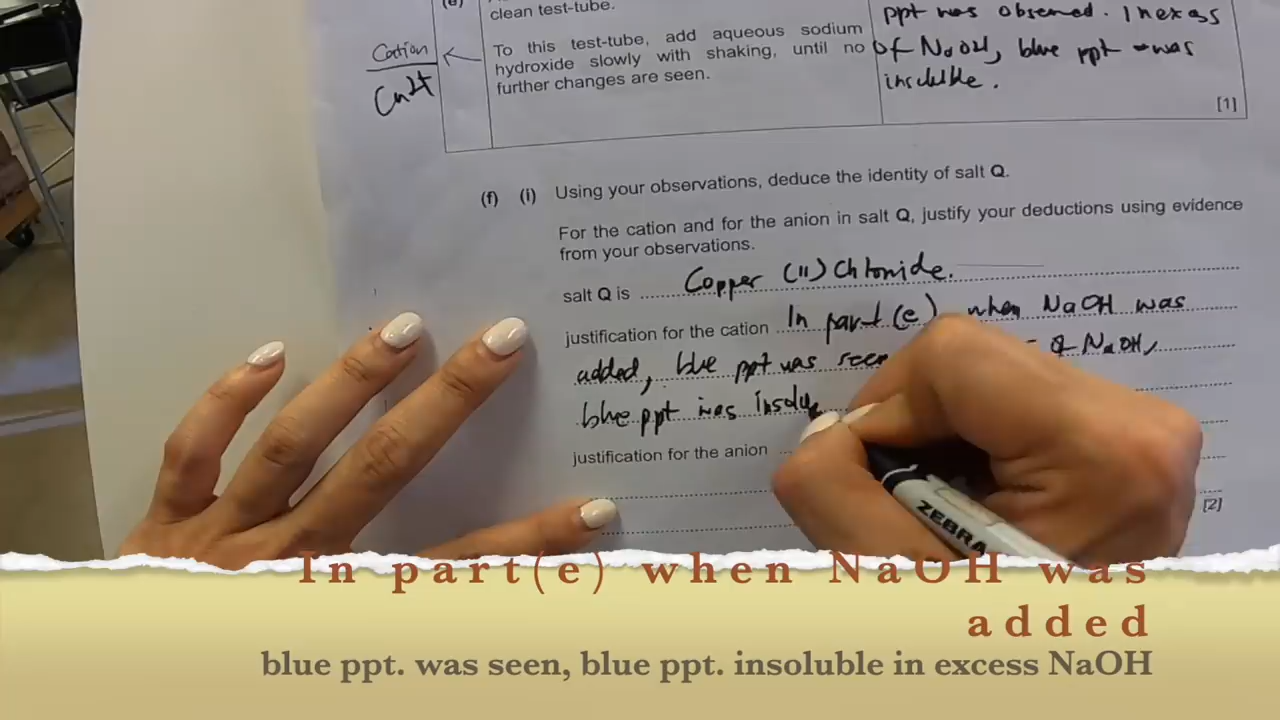 (e)
clean test-tube.
To this test-tube, add aqueous sodium
hydroxide slowly with shaking, until no
further changes are seen.
Cation
Cu2+
ppt was observed. In excess
of NaOH, blue ppt was
insoluble.
[1]
(f) (i) Using your observations, deduce the identity of salt Q.
For the cation and for the anion in salt Q, justify your deductions using evidence
from your observations.
salt Q is Copper (II) Chloride.
justification for the cation In part (e), when NaOH was
added, blue ppt was seen NaOH,
blue ppt was insolu
justification for the anion
[2]
ZEBRA
In part(e) when NaOH was
added
blue ppt. was seen, blue ppt. insoluble in excess NaOH